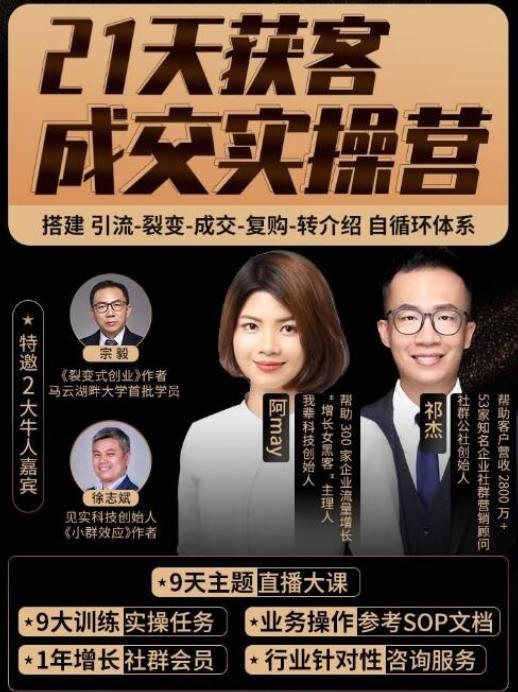 21天获客
成交实操营
搭建 引流-裂变-成交-复购-转介绍 自循环体系
★特邀2大牛人嘉宾
宗毅
《裂变式创业》作者
马云湖畔大学首批学员
徐志斌
见实科技创始人
《小群效应》作者
阿may
我辈科技创始人
“增长女黑客”主理人
帮助 300 家企业流量增长
祁杰
社群公社创始人
53家知名企业社群营销顾问
帮助客户营收 2800 万+
★9天主题 直播大课
★9大训练 实操任务
★业务操作 参考SOP文档
★1年增长 社群会员
★行业针对性 咨询服务